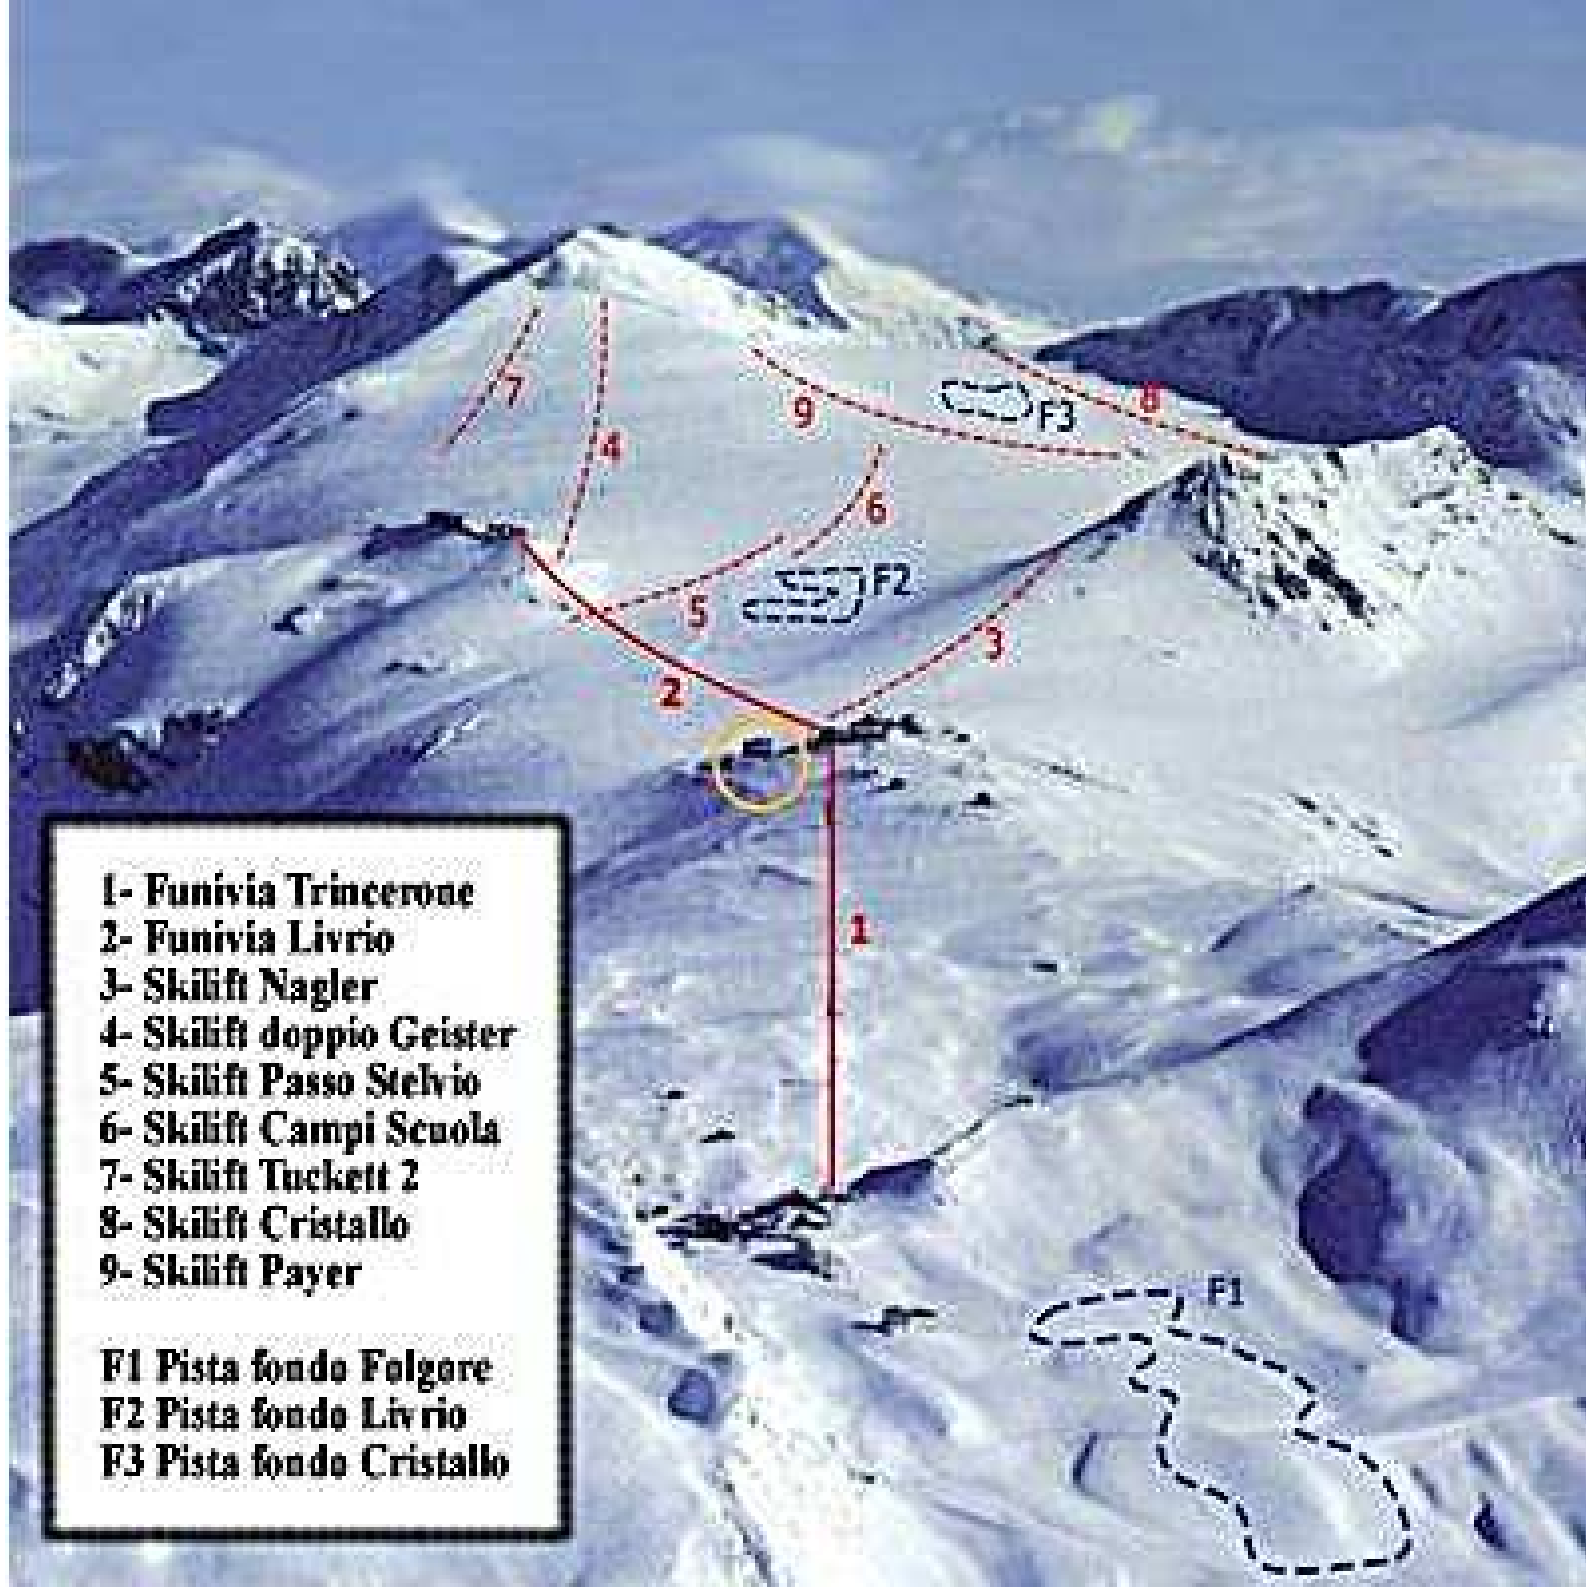 7
4
9
F3
8
6
5
F2
3
2
1
1- Funivia Trincerone
2- Funivia Livrio
3- Skilift Nagler
4- Skilift doppio Geister
5- Skilift Passo Stelvio
6- Skilift Campi Scuola
7- Skilift Tuckett 2
8- Skilift Cristallo
9- Skilift Payer
F1 Pista fondo Folgore
F2 Pista fondo Livrio
F3 Pista fondo Cristallo
F1